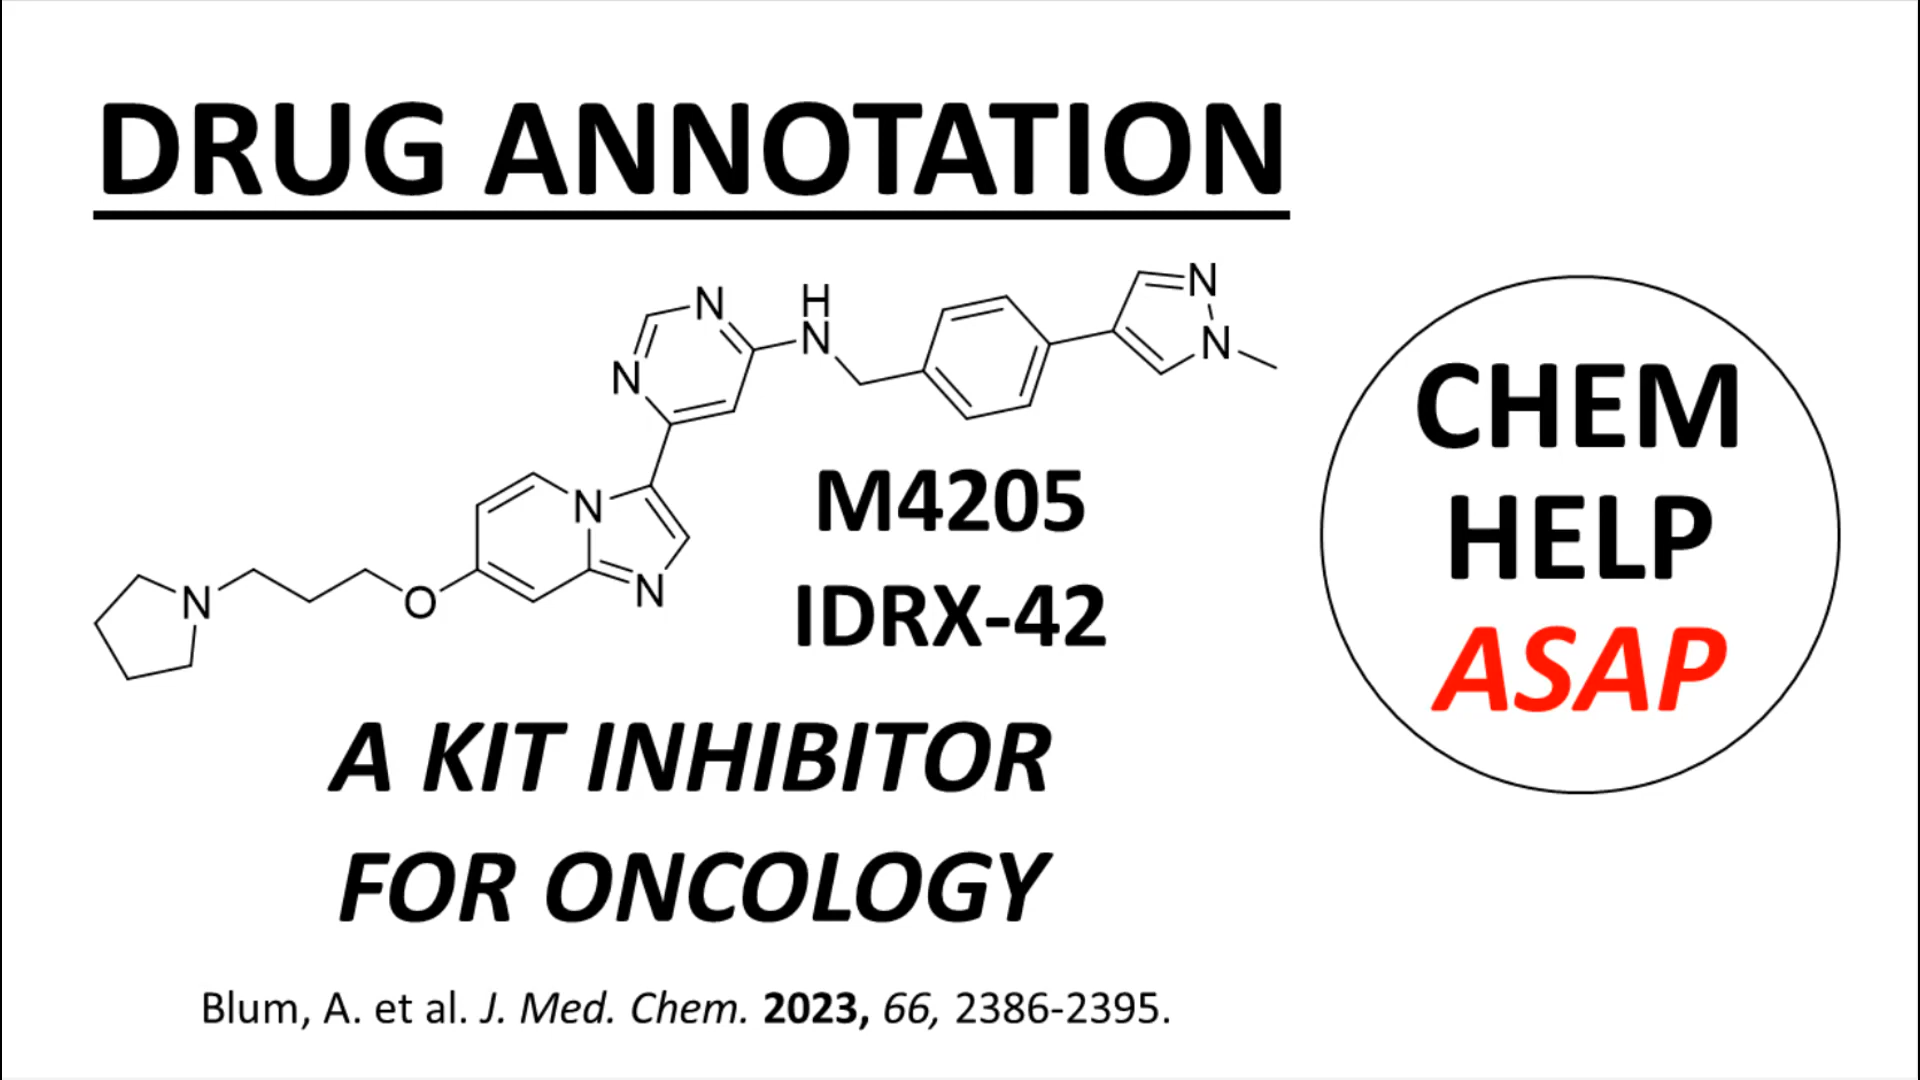 DRUG ANNOTATION
N
H
N
N
N
N
N
N
N
O
M4205
IDRX-42
A KIT INHIBITOR
FOR ONCOLOGY
Blum, A. et al. J. Med. Chem. 2023, 66, 2386-2395.
CHEM
HELP
ASAP